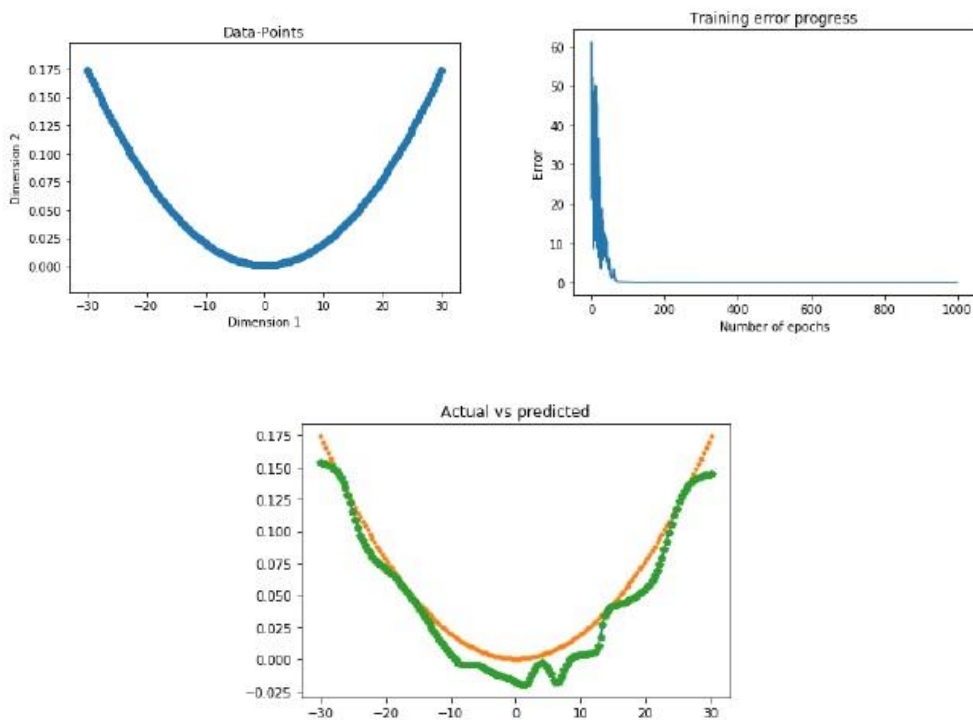 Data-Points
0.175
0.150
0.125
0.100
0.075
0.050
0.025
0.000
Dimension 2
−30 −20 −10 0 10 20 30
Dimension 1
Training error progress
60
50
40
30
20
10
0
Error
0 200 400 600 800 1000
Number of epochs
Actual vs predicted
0.175
0.150
0.125
0.100
0.075
0.050
0.025
0.000
−0.025
−30 −20 −10 0 10 20 30